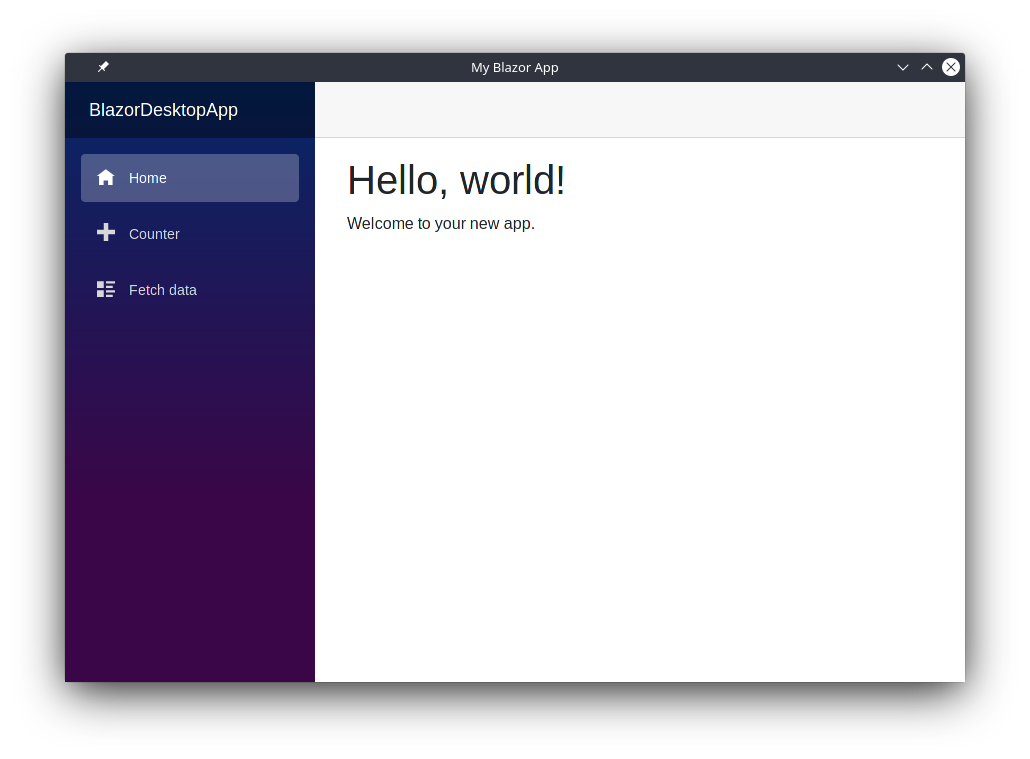 My Blazor App
BlazorDesktopApp
Home
Counter
Fetch data
Hello, world!
Welcome to your new app.